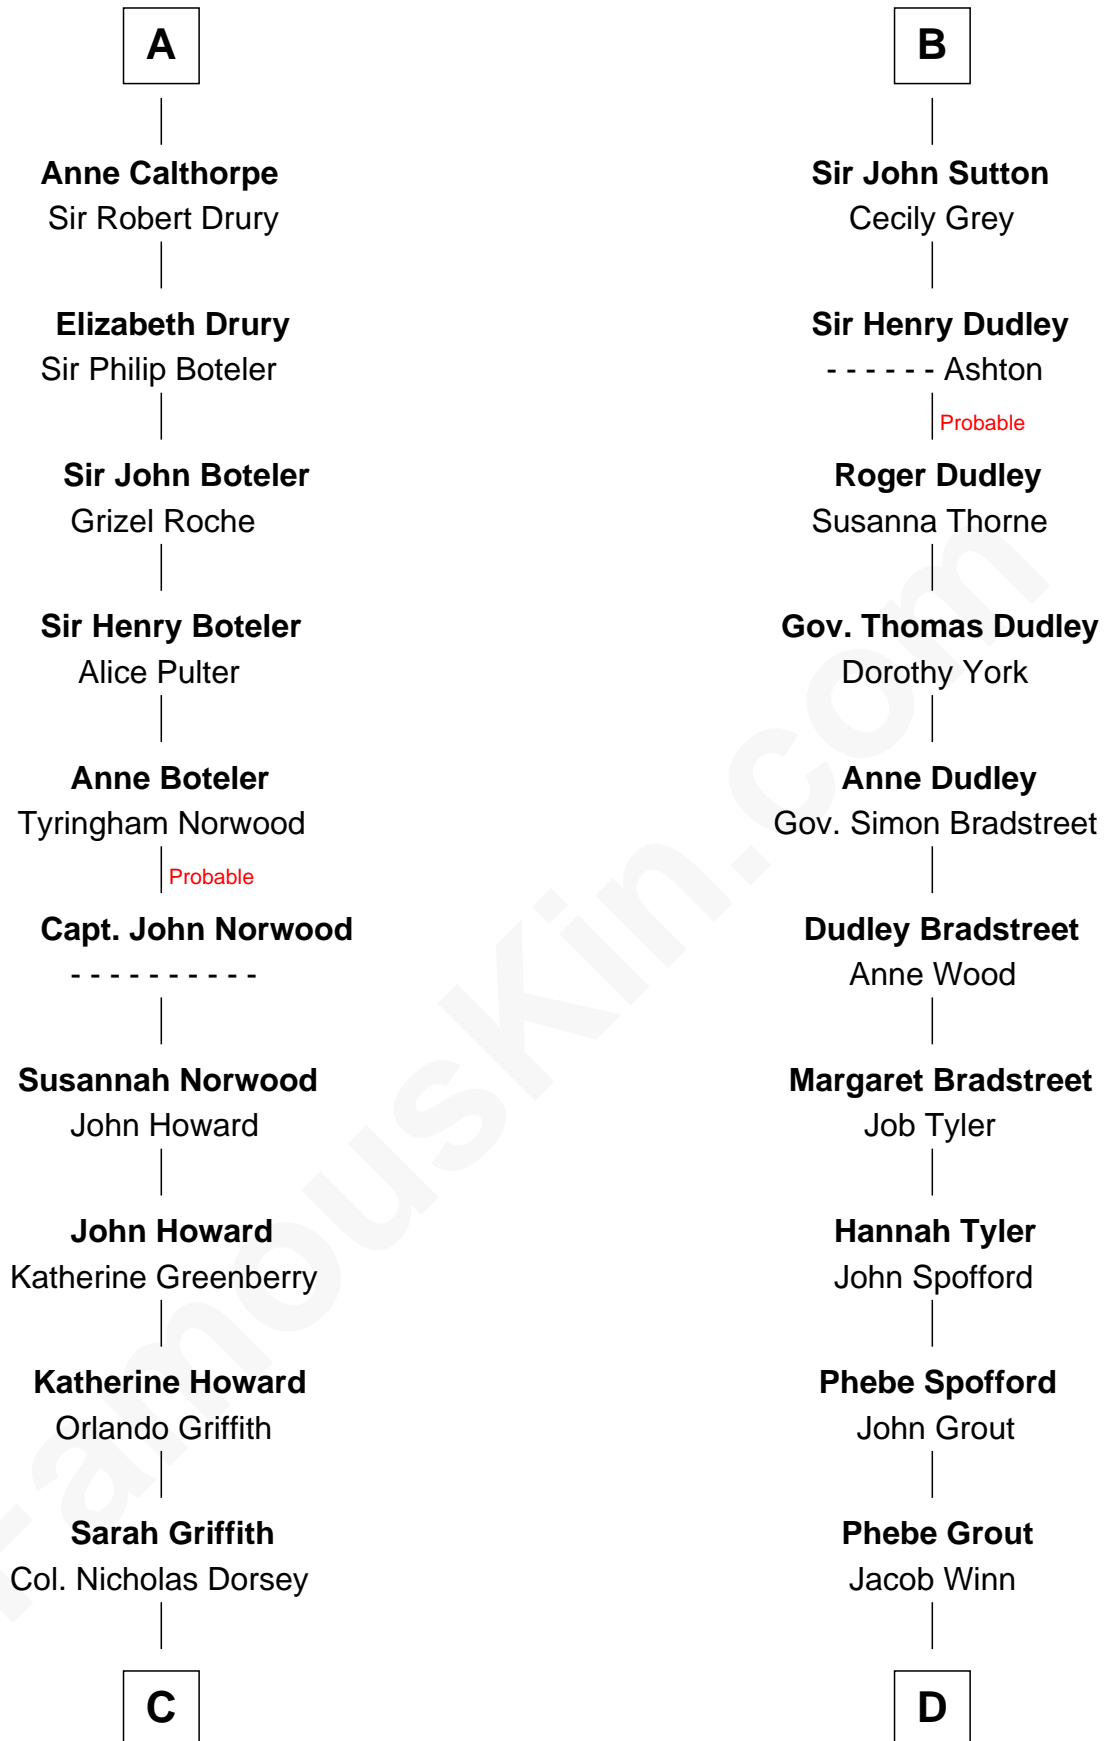 A
Anne Calthorpe
Sir Robert Drury
Elizabeth Drury
Sir Philip Boteler
Sir John Boteler
Grizel Roche
Sir Henry Boteler
Alice Pulter
Anne Boteler
Tyringham Norwood
Probable
Capt. John Norwood
- - - - - - - - - -
Susannah Norwood
John Howard
John Howard
Katherine Greenberry
Katherine Howard
Orlando Griffith
Sarah Griffith
Col. Nicholas Dorsey
C
B
Sir John Sutton
Cecily Grey
Sir Henry Dudley
- - - - - - Ashton
Probable
Roger Dudley
Susanna Thorne
Gov. Thomas Dudley
Dorothy York
Anne Dudley
Gov. Simon Bradstreet
Dudley Bradstreet
Anne Wood
Margaret Bradstreet
Job Tyler
Hannah Tyler
John Spofford
Phebe Spofford
John Grout
Phebe Grout
Jacob Winn
D
FamousKin.com